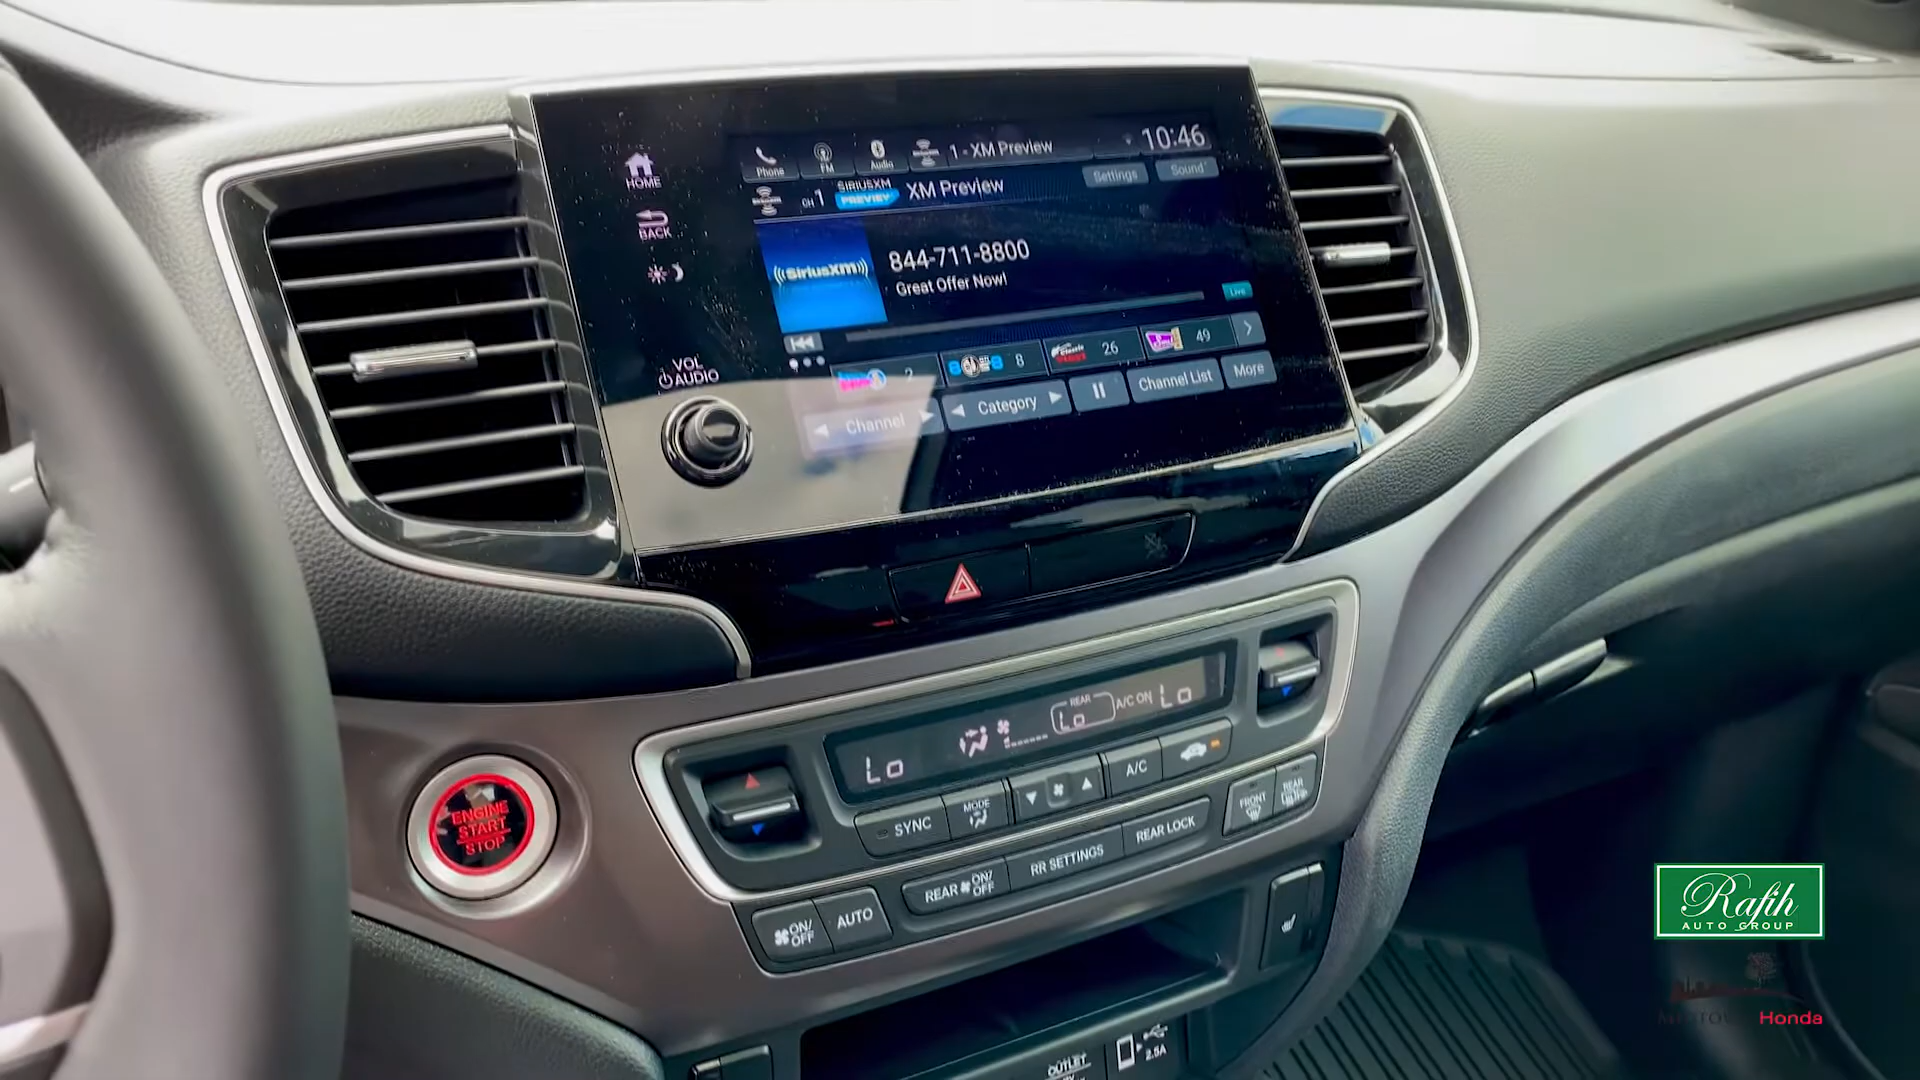 HOME
BACK
VOL
AUDIO
Phone
FM
Audio
1 - XM Preview
10:46
CH 1
SIRIUSXM
PREVIEW
XM Preview
Settings
Sound
((SiriusXM))
844-711-8800
Great Offer Now!
Live
2
8
26
49
Channel
Category
Channel List
More
ENGINE
START
STOP
Lo
REAR
Lo
A/C ON
Lo
SYNC
MODE
A/C
FRONT
REAR
ON/
OFF
AUTO
REAR
ON/
OFF
RR SETTINGS
REAR LOCK
OUTLET
2.5A
Rafih
AUTO GROUP
Honda